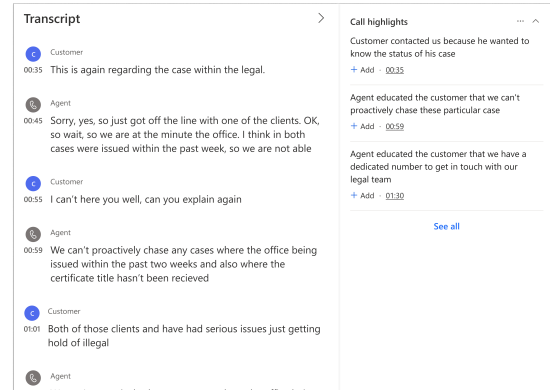 Transcript
Customer
00:35 This is again regarding the case within the legal.
Agent
00:45 Sorry, yes, so just got off the line with one of the clients. OK,
so wait, so we are at the minute the office. I think in both
cases were issued within the past week, so we are not able
Customer
00:55 I can't here you well, can you explain again
Agent
00:59 We can't proactively chase any cases where the office being
issued within the past two weeks and also where the
certificate title hasn't been recieved
Customer
01:01 Both of those clients and have had serious issues just getting
hold of illegal
Agent
Call highlights
Customer contacted us because he wanted to
know the status of his case
+ Add · 00:35
Agent educated the customer that we can't
proactively chase these particular case
+ Add · 00:59
Agent educated the customer that we have a
dedicated number to get in touch with our
legal team
+ Add · 01:30
See all